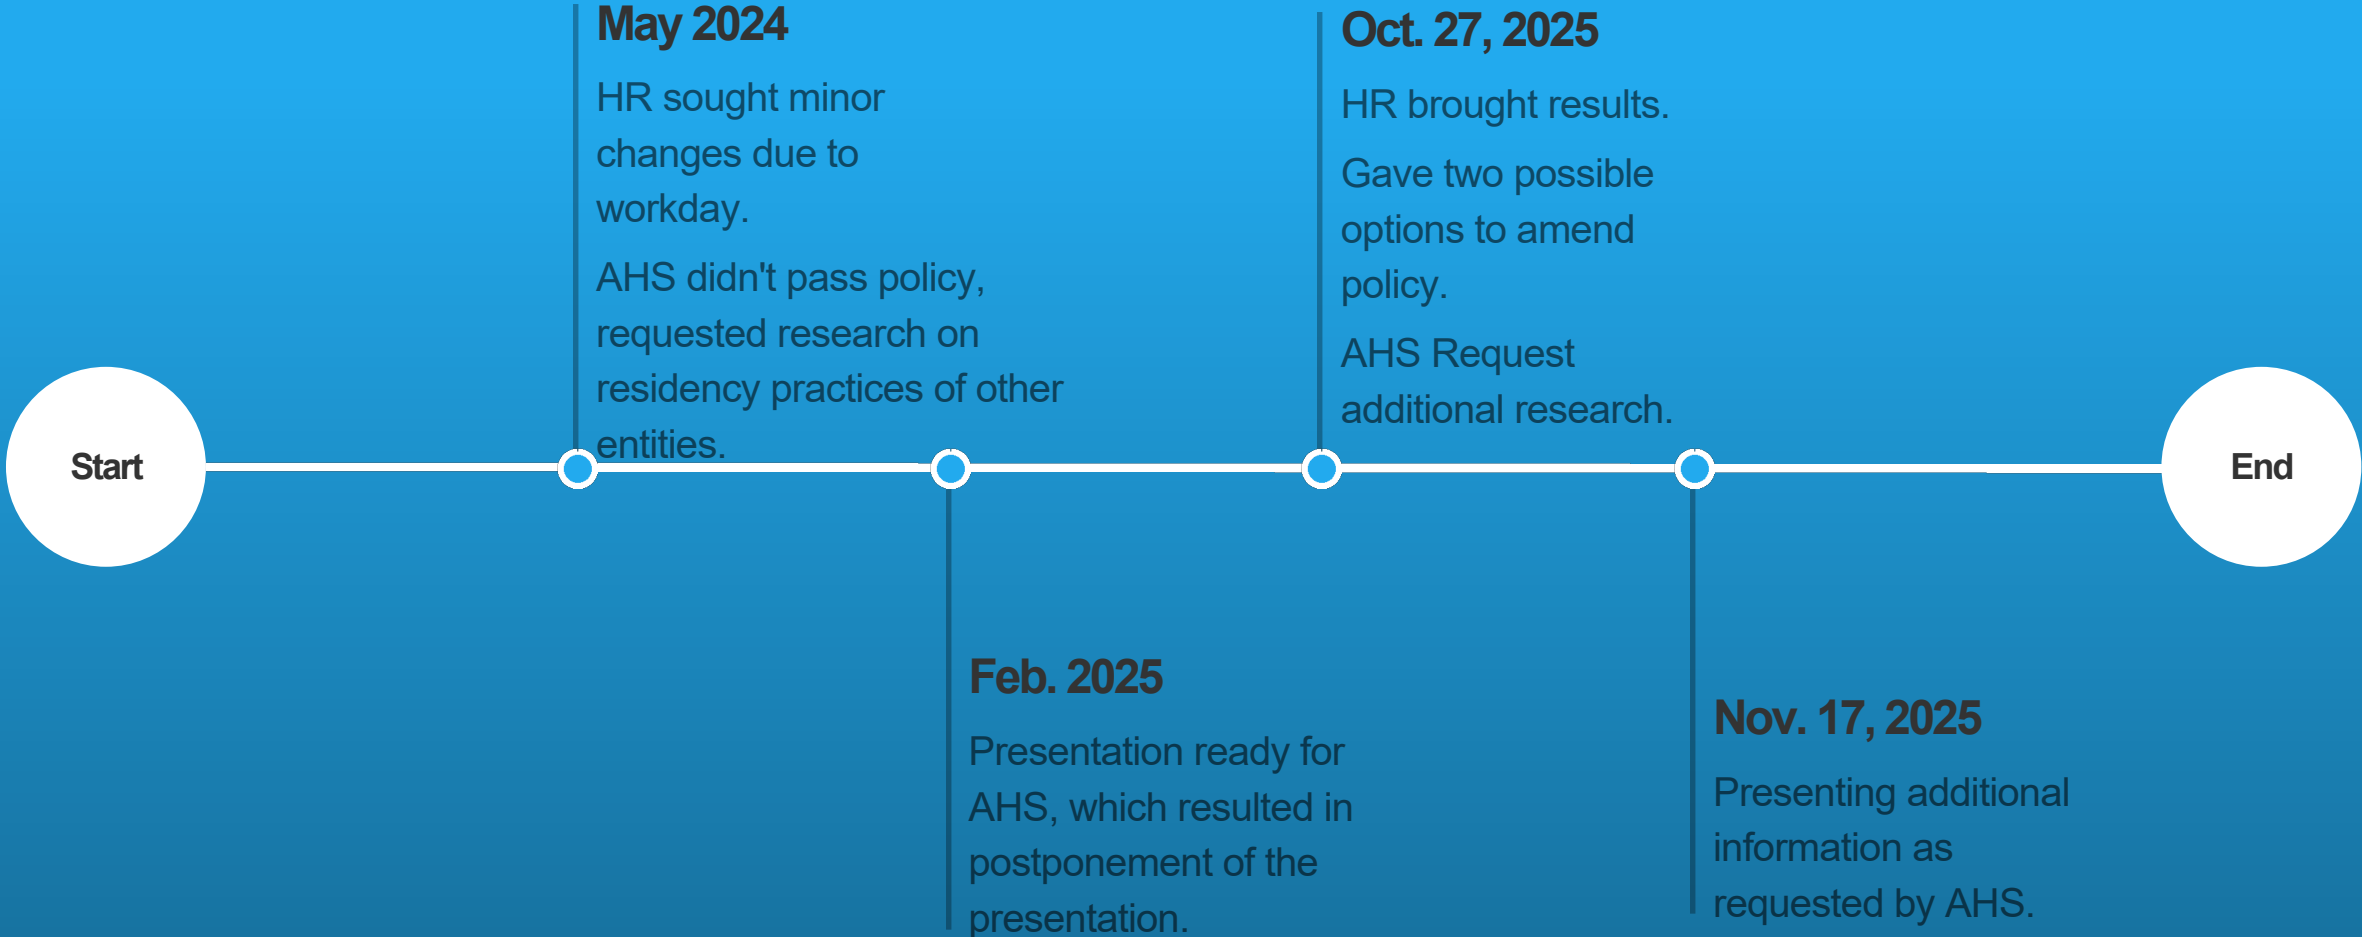 Start
May 2024
HR sought minor
changes due to
workday.
AHS didn't pass policy,
requested research on
residency practices of other
entities.
Feb. 2025
Presentation ready for
AHS, which resulted in
postponement of the
presentation.
Oct. 27, 2025
HR brought results.
Gave two possible
options to amend
policy.
AHS Request
additional research.
Nov. 17, 2025
Presenting additional
information as
requested by AHS.
End